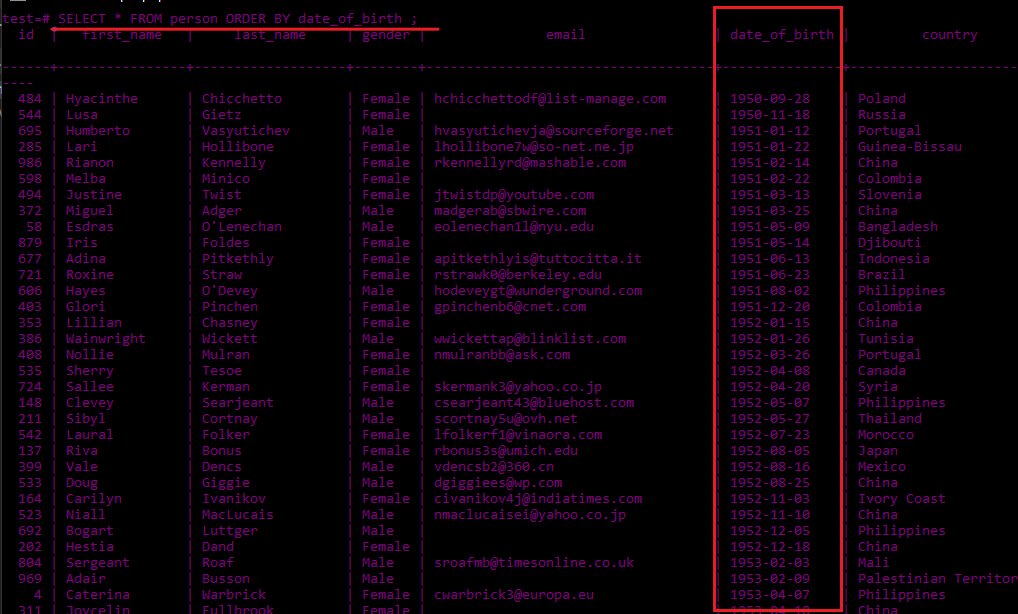 test=# SELECT * FROM person ORDER BY date_of_birth ;
id | first_name | last_name | gender | email | date_of_birth | country
484 | Hyacinthe | Chicchetto | Female | hchicchettodf@list-manage.com | 1950-09-28 | Poland
544 | Lusa | Gietz | Female | | 1950-11-18 | Russia
695 | Humberto | Vasyutichev | Male | hvasyutichevja@sourceforge.net | 1951-01-12 | Portugal
285 | Lari | Hollibone | Female | lhollibone7w@so-net.ne.jp | 1951-01-22 | Guinea-Bissau
986 | Rianon | Kennelly | Female | rkennellyrd@mashable.com | 1951-02-14 | China
598 | Melba | Minico | Female | | 1951-02-22 | Colombia
494 | Justine | Twist | Female | jtwistdp@youtube.com | 1951-03-13 | Slovenia
372 | Miguel | Adger | Male | madgerab@sbwire.com | 1951-03-25 | China
58 | Esdras | O'Lenechan | Male | eolenechan1l@nyu.edu | 1951-05-09 | Bangladesh
879 | Iris | Foldes | Female | | 1951-05-14 | Djibouti
677 | Adina | Pitkethly | Female | apitkethlyis@tuttocitta.it | 1951-06-13 | Indonesia
721 | Roxine | Straw | Female | rstrawk0@berkeley.edu | 1951-06-23 | Brazil
606 | Hayes | O'Devey | Male | hodeveygt@wunderground.com | 1951-08-02 | Philippines
403 | Glori | Pinchen | Female | gpinchenb6@cnet.com | 1951-12-20 | Colombia
353 | Lillian | Chasney | Female | | 1952-01-15 | China
386 | Wainwright | Wickett | Male | wwickettap@blinklist.com | 1952-01-26 | Tunisia
408 | Nollie | Mulran | Female | nmulranbb@ask.com | 1952-03-26 | Portugal
535 | Sherry | Tesoe | Female | | 1952-04-08 | Canada
724 | Sallee | Kerman | Female | skermank3@yahoo.co.jp | 1952-04-20 | Syria
148 | Clevey | Searjeant | Male | csearjeant43@bluehost.com | 1952-05-07 | Philippines
211 | Sibyl | Cortnay | Male | scortnay5u@ovh.net | 1952-05-27 | Thailand
542 | Laural | Folker | Female | lfolkerf1@vinaora.com | 1952-07-23 | Morocco
137 | Riva | Bonus | Female | rbonus3s@umich.edu | 1952-08-05 | Japan
399 | Vale | Dencs | Male | vdencsb2@360.cn | 1952-08-16 | Mexico
533 | Doug | Giggie | Male | dgiggiees@wp.com | 1952-08-25 | China
164 | Carilyn | Ivanikov | Female | civanikov4j@indiatimes.com | 1952-11-03 | Ivory Coast
523 | Niall | MacLucais | Male | nmaclucaisei@yahoo.co.jp | 1952-11-10 | China
692 | Bogart | Luttger | Male | | 1952-12-05 | Philippines
202 | Hestia | Dand | Female | | 1952-12-18 | China
804 | Sergeant | Roaf | Male | sroafmb@timesonline.co.uk | 1953-02-03 | Mali
969 | Adair | Busson | Male | | 1953-02-09 | Palestinian Territor
4 | Caterina | Warbrick | Female | cwarbrick3@europa.eu | 1953-04-07 | Philippines
311 | Joycelin | Fullbrook | Female | | 1953-04-10 | China